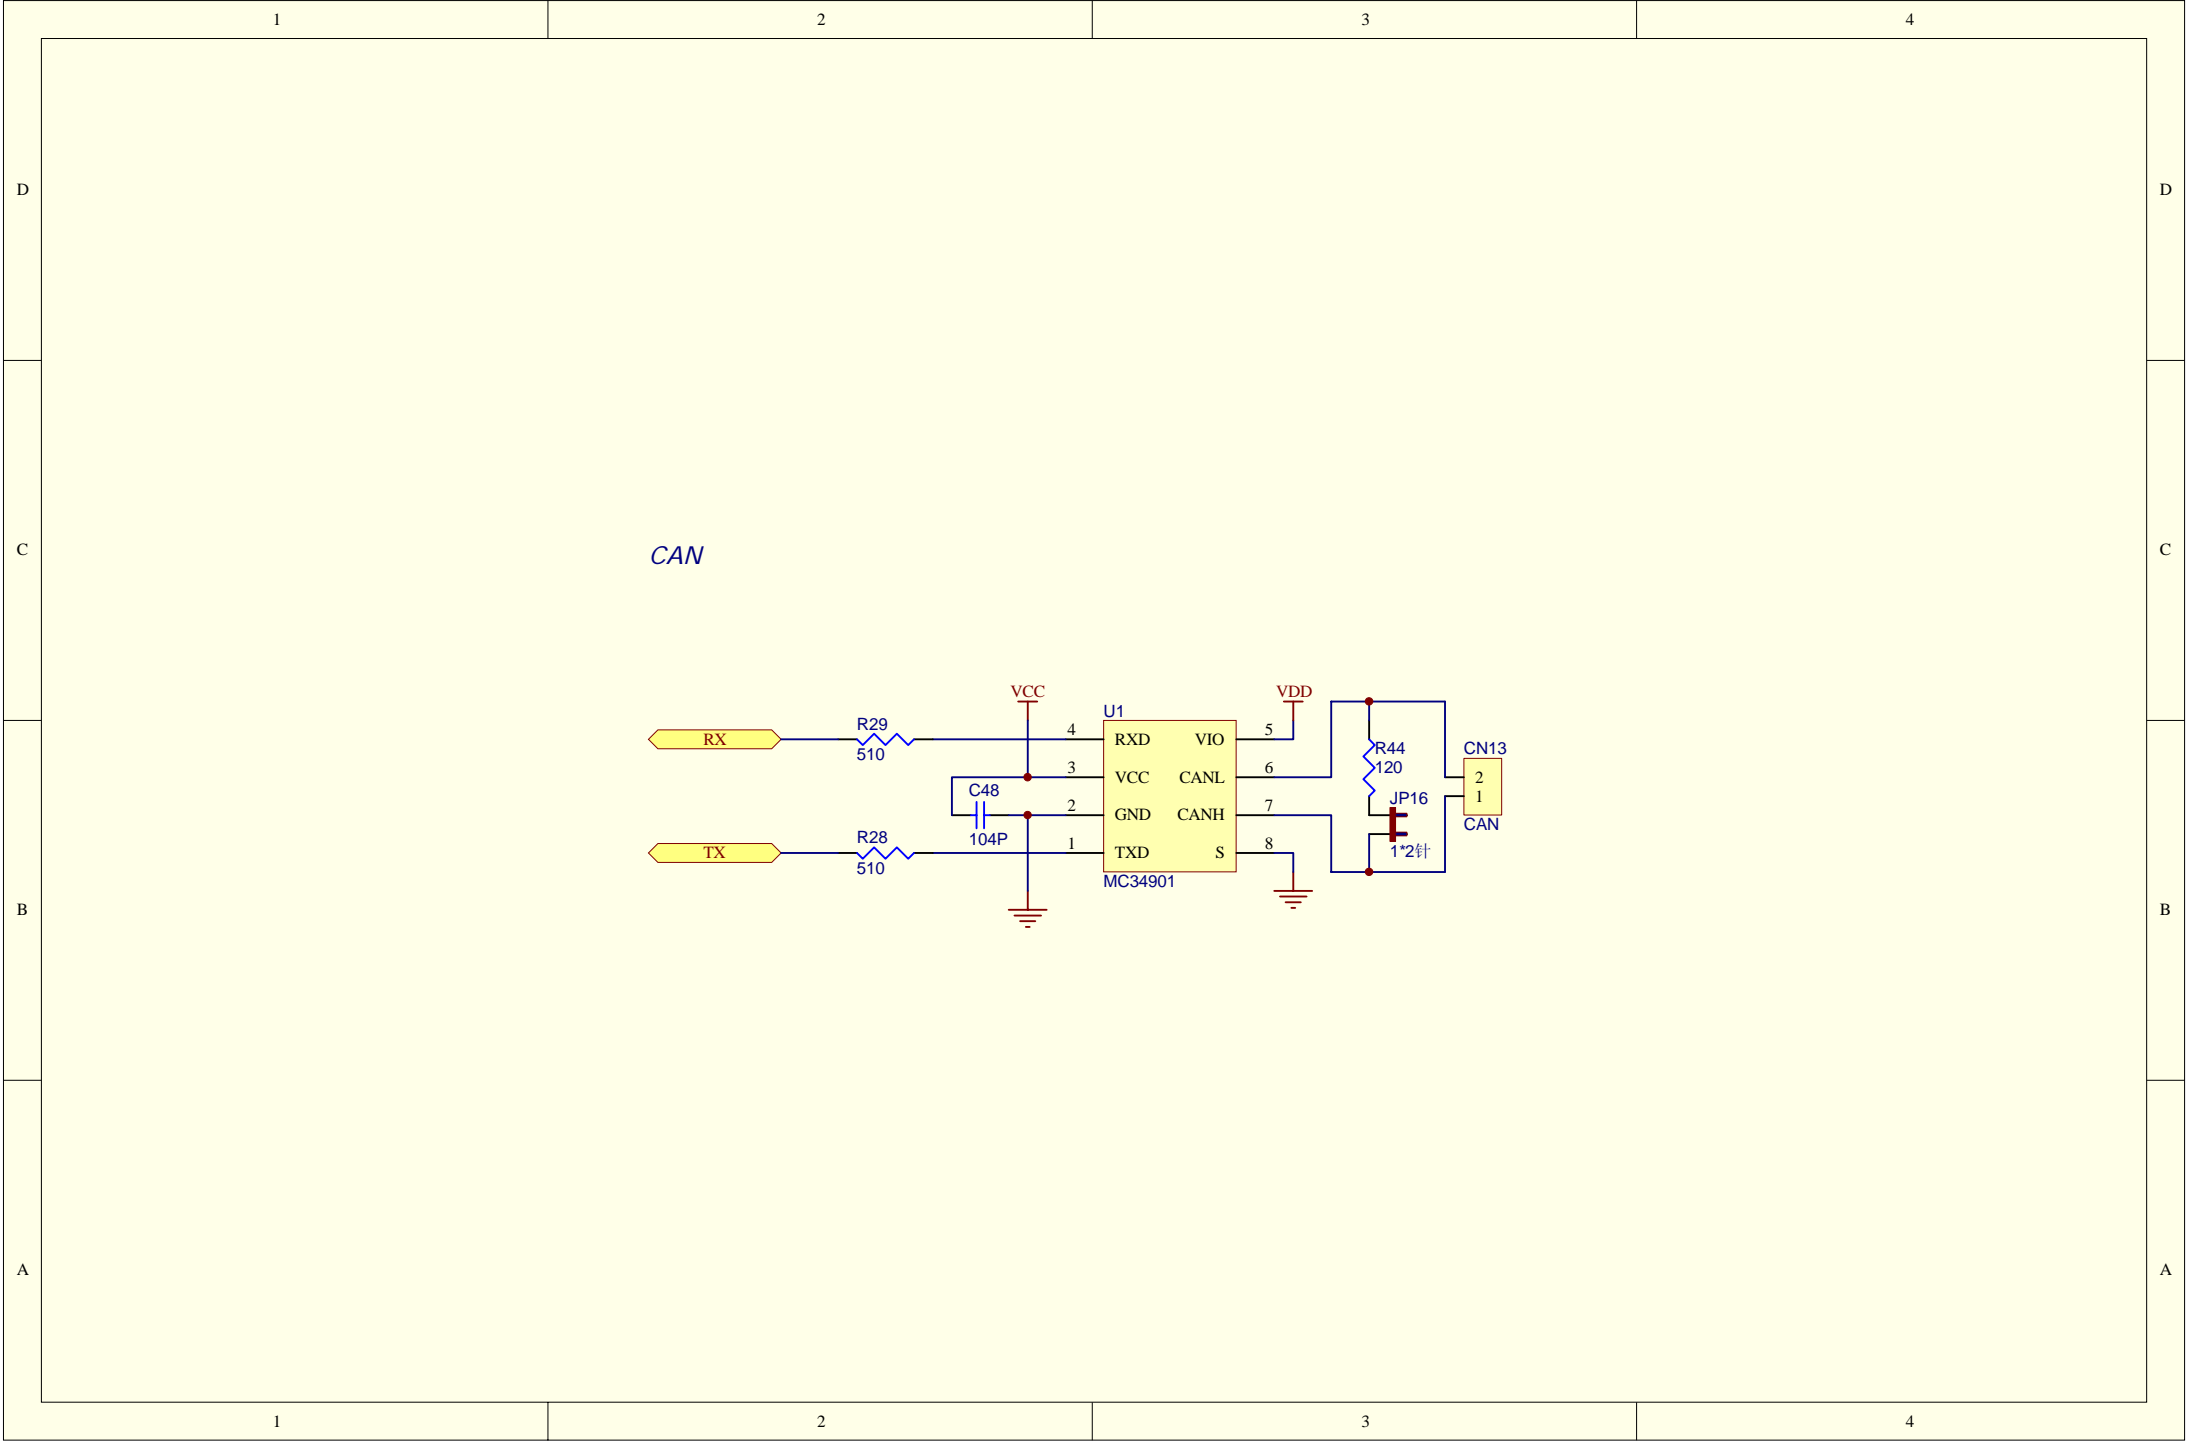 1 2 3 4
D D
C C
CAN
VCC VDD
U1
RX R29 4 RXD VIO 5
510
R44 CN13
120
3 VCC CANL 6 2
C48 1
JP16
2 GND CANH 7
CAN
TX R28 104P 1 TXD S 8 1*2针
510
MC34901
B B
A A
1 2 3 4